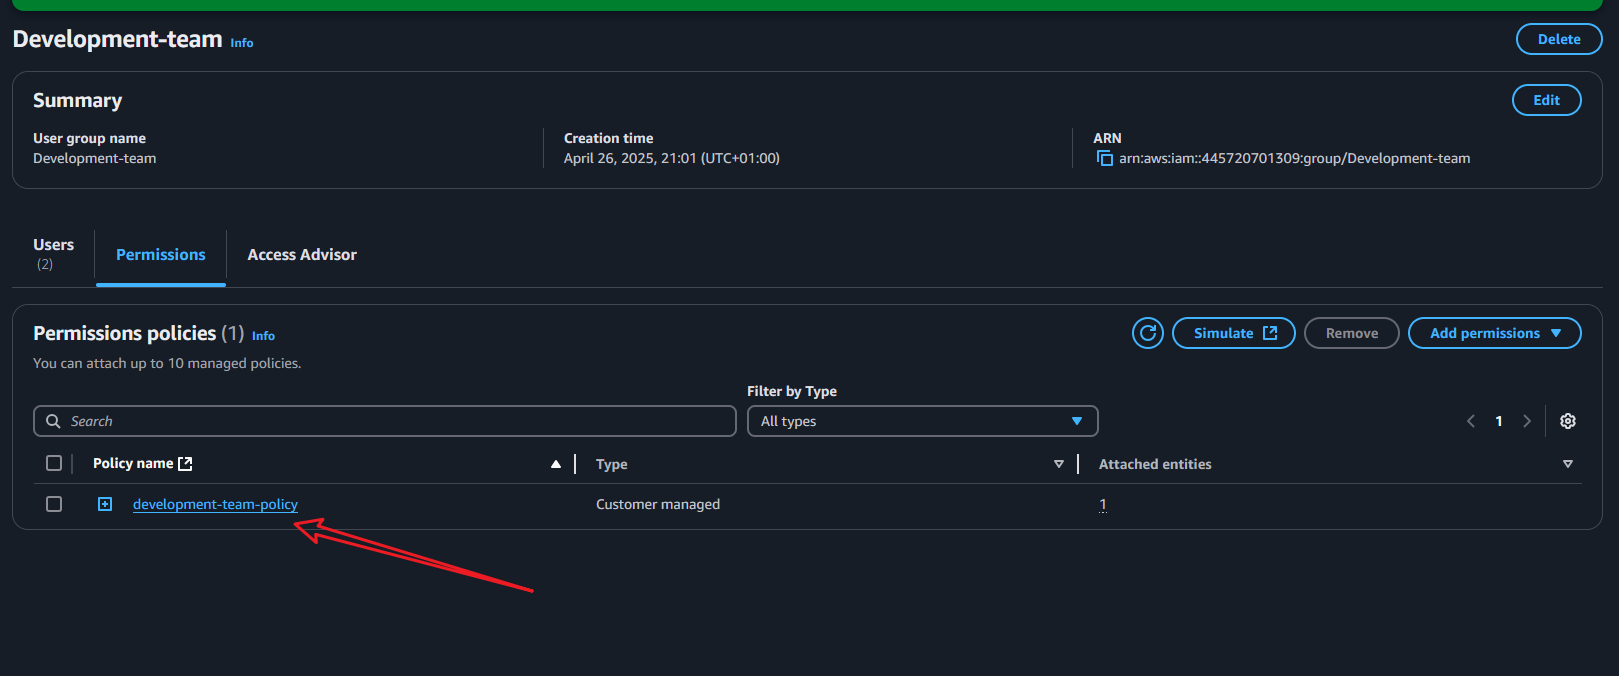 Development-team Info
Delete
Summary
Edit
User group name
Development-team
Creation time
April 26, 2025, 21:01 (UTC+01:00)
ARN
arn:aws:iam::445720701309:group/Development-team
Users
(2)
Permissions
Access Advisor
Permissions policies (1) Info
You can attach up to 10 managed policies.
Simulate
Remove
Add permissions
Filter by Type
Search
All types
1
Policy name
Type
Attached entities
development-team-policy
Customer managed
1